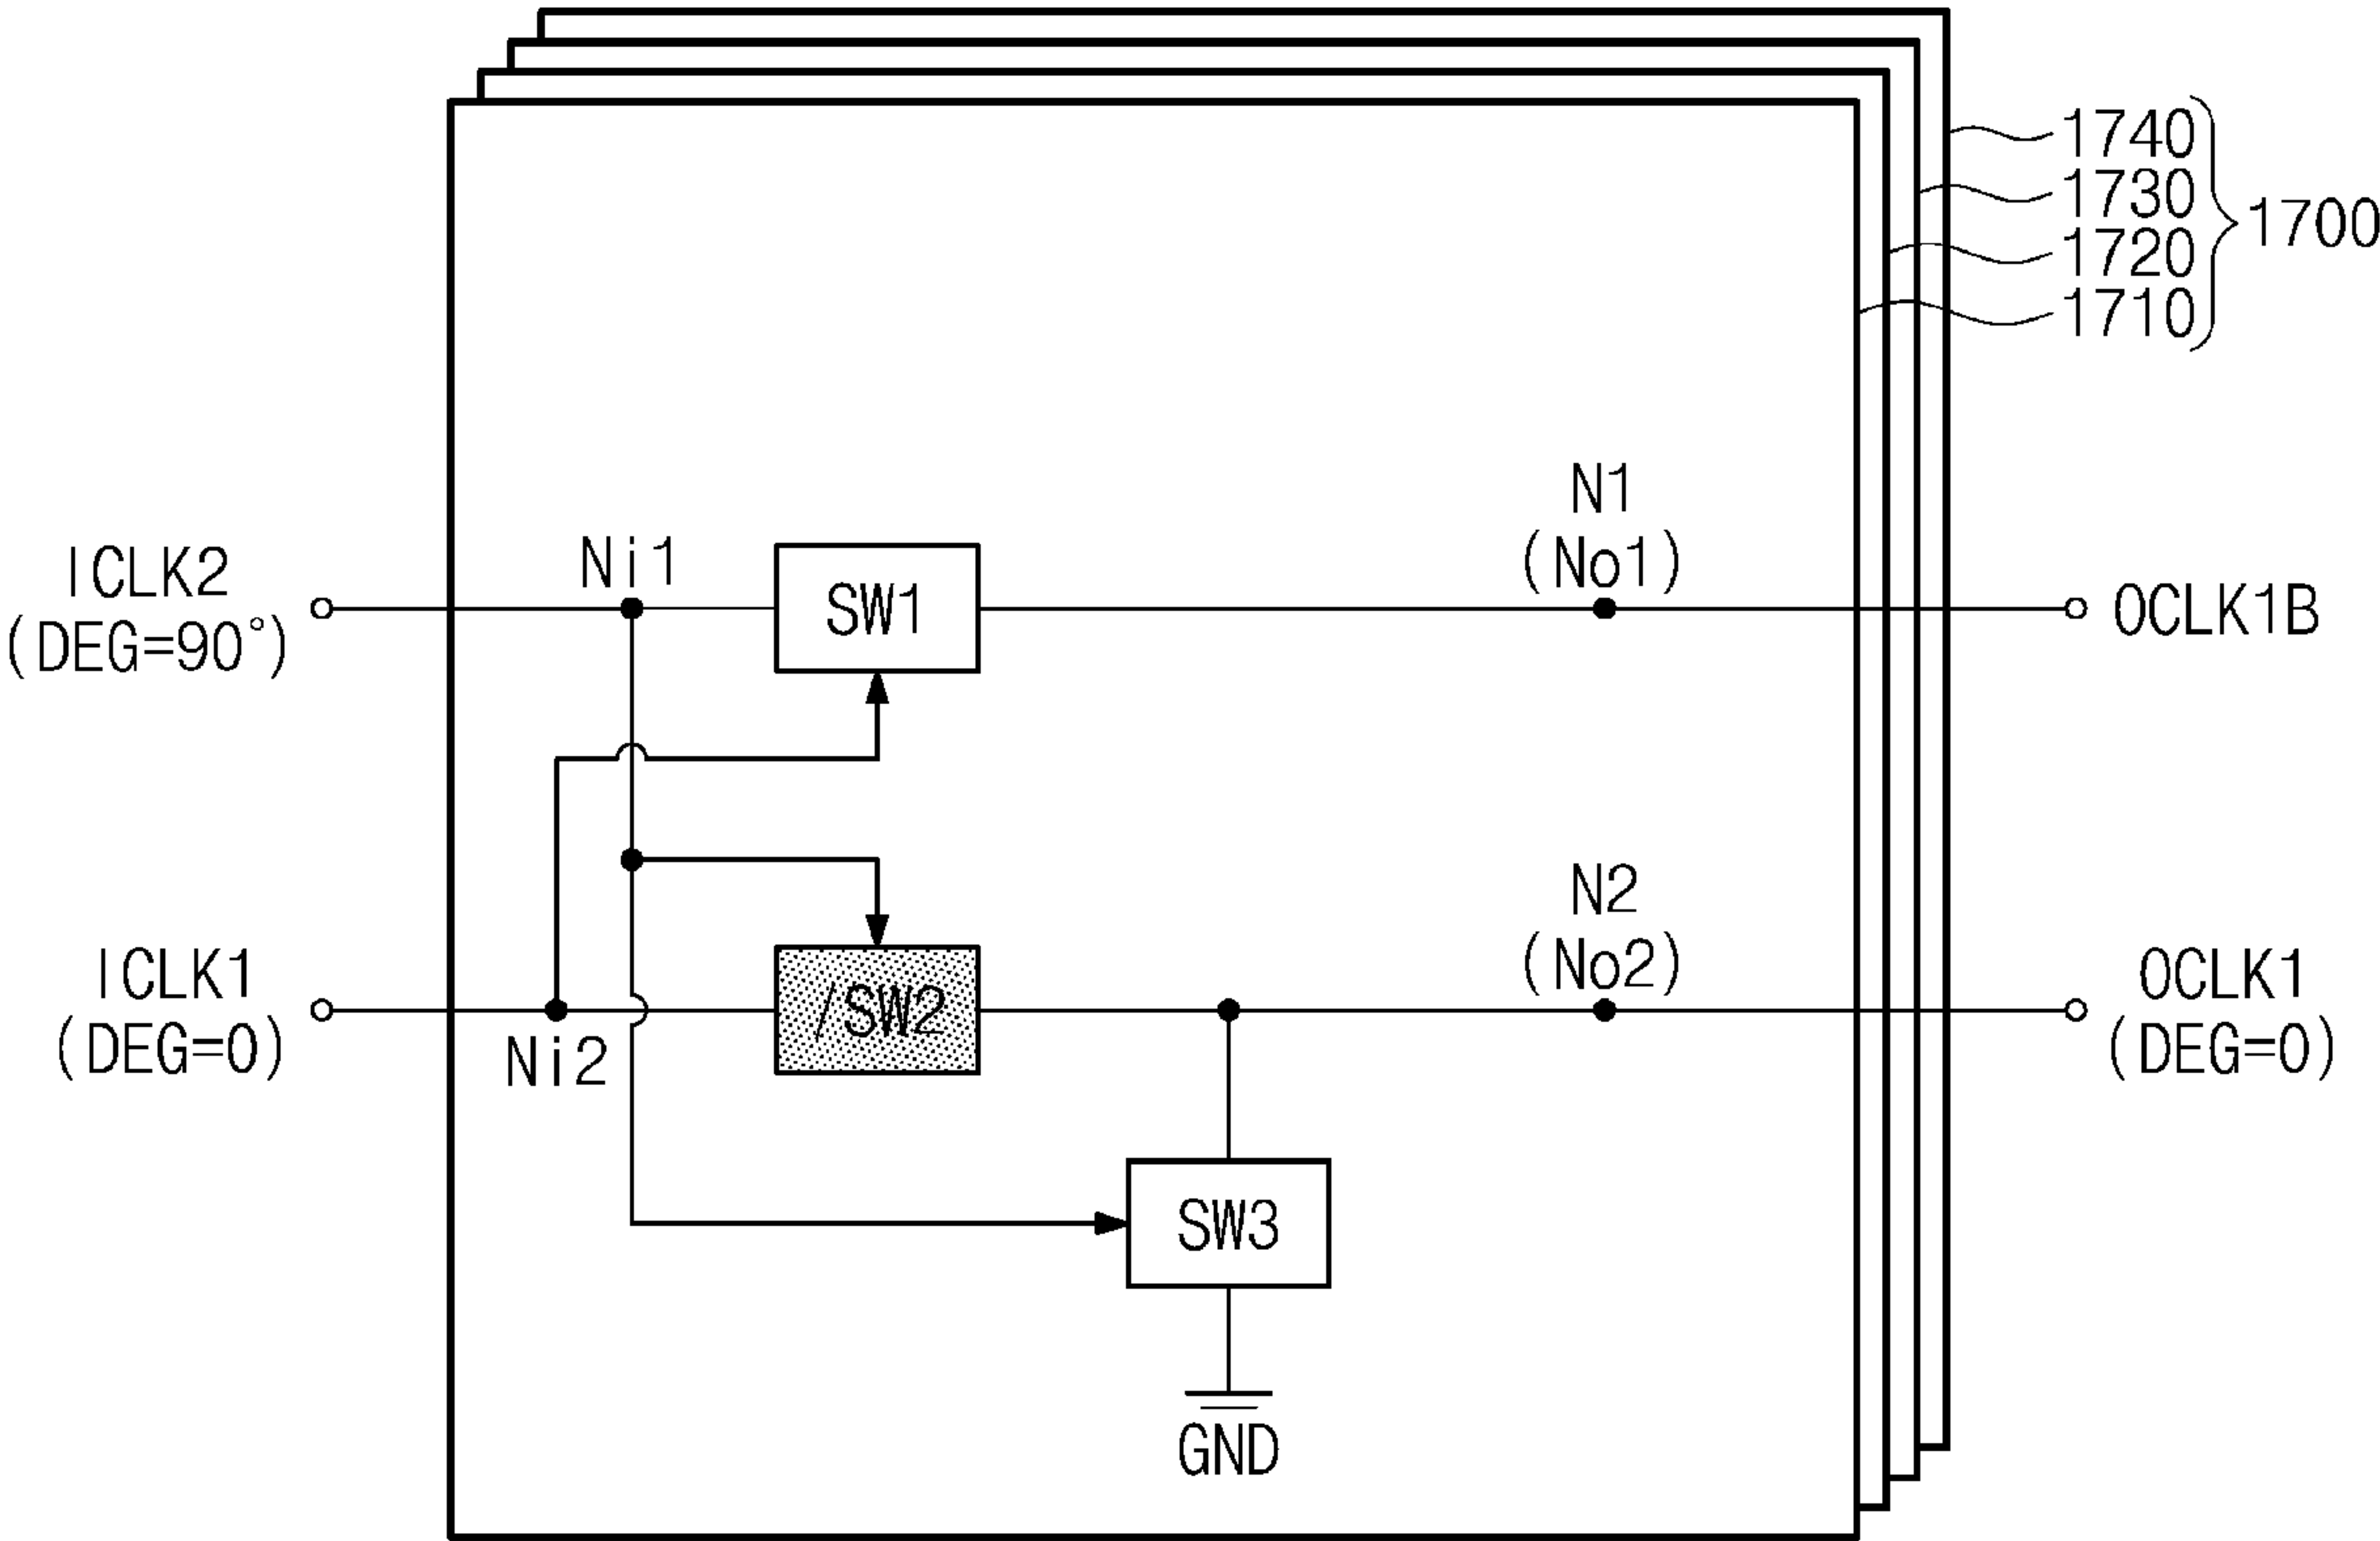 1740
1730
1720
1710
1700
N1
(No1)
ICLK2
(DEG=90°)
Ni1
SW1
OCLK1B
N2
(No2)
ICLK1
(DEG=0)
Ni2
/SW2
OCLK1
(DEG=0)
SW3
GND